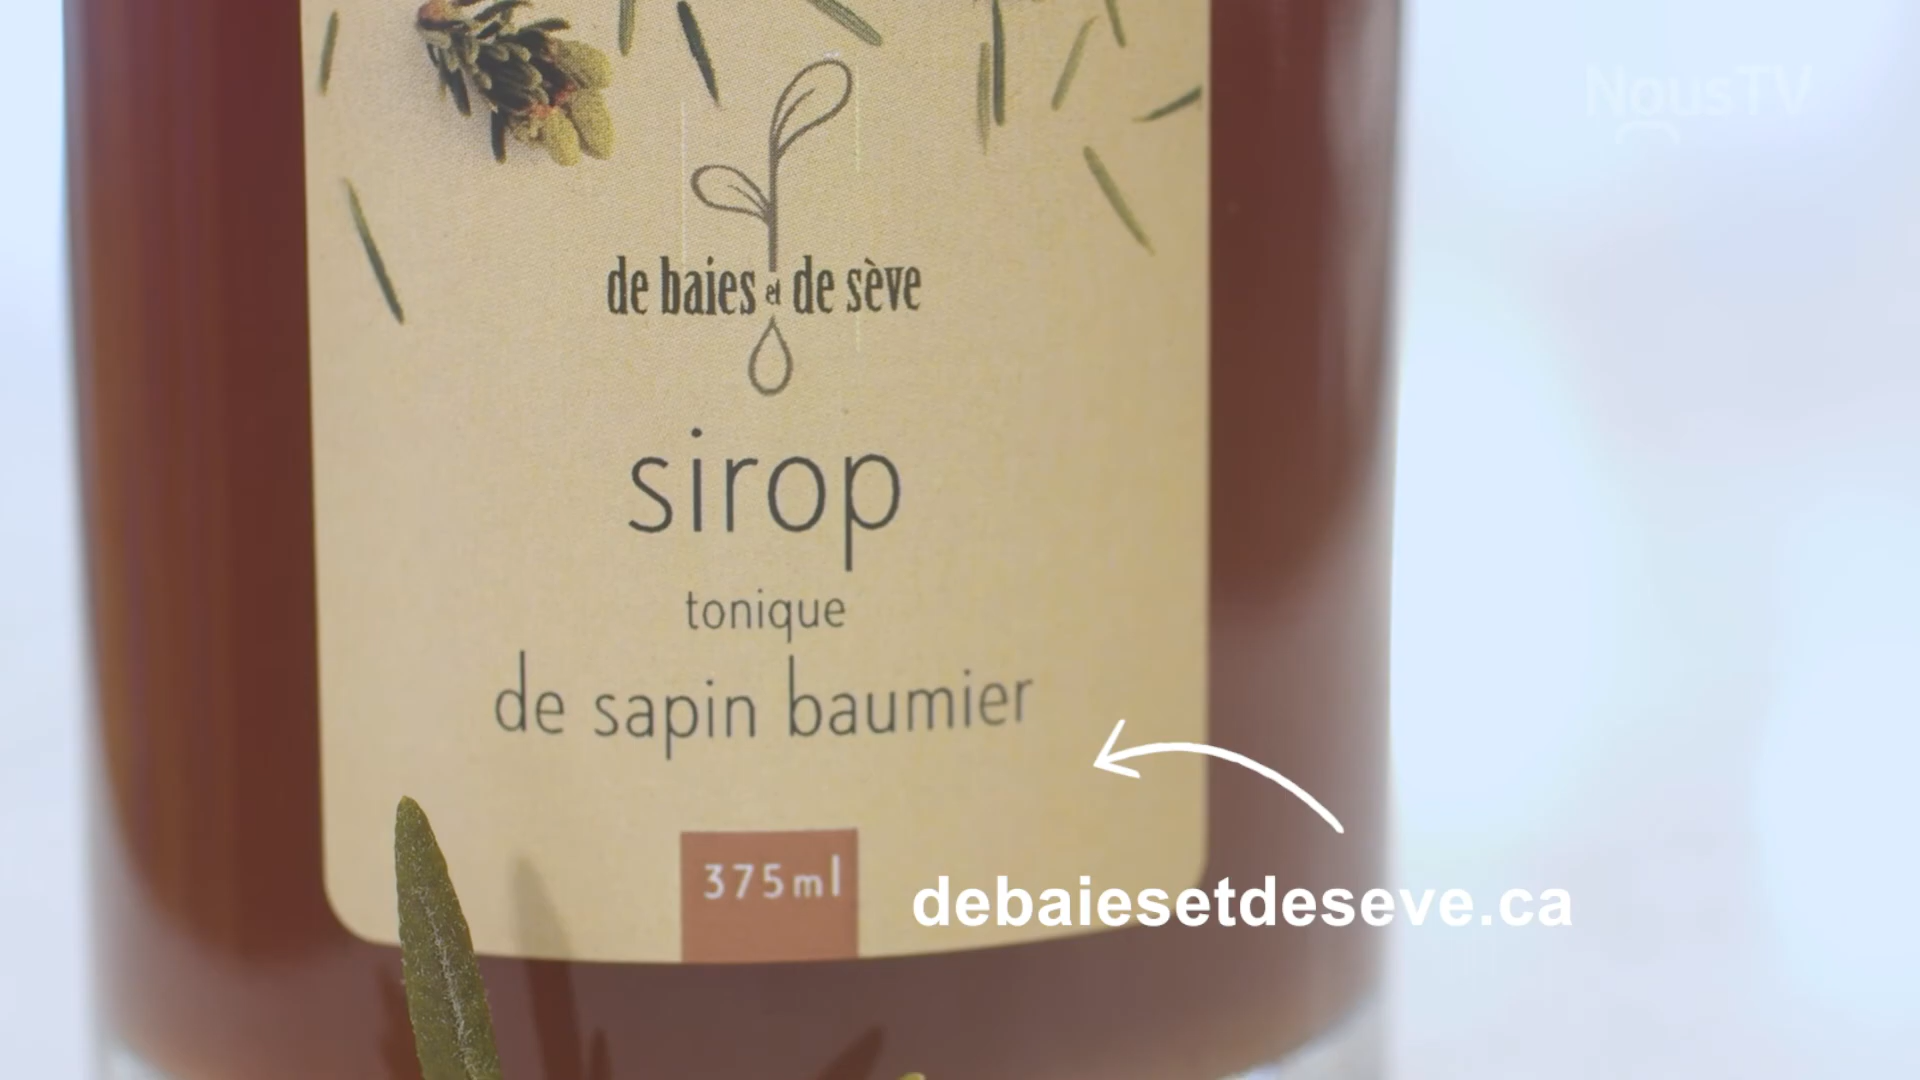 NousTV
de baies et de sève
sirop
tonique
de sapin baumier
375ml
debaiesetdeseve.ca